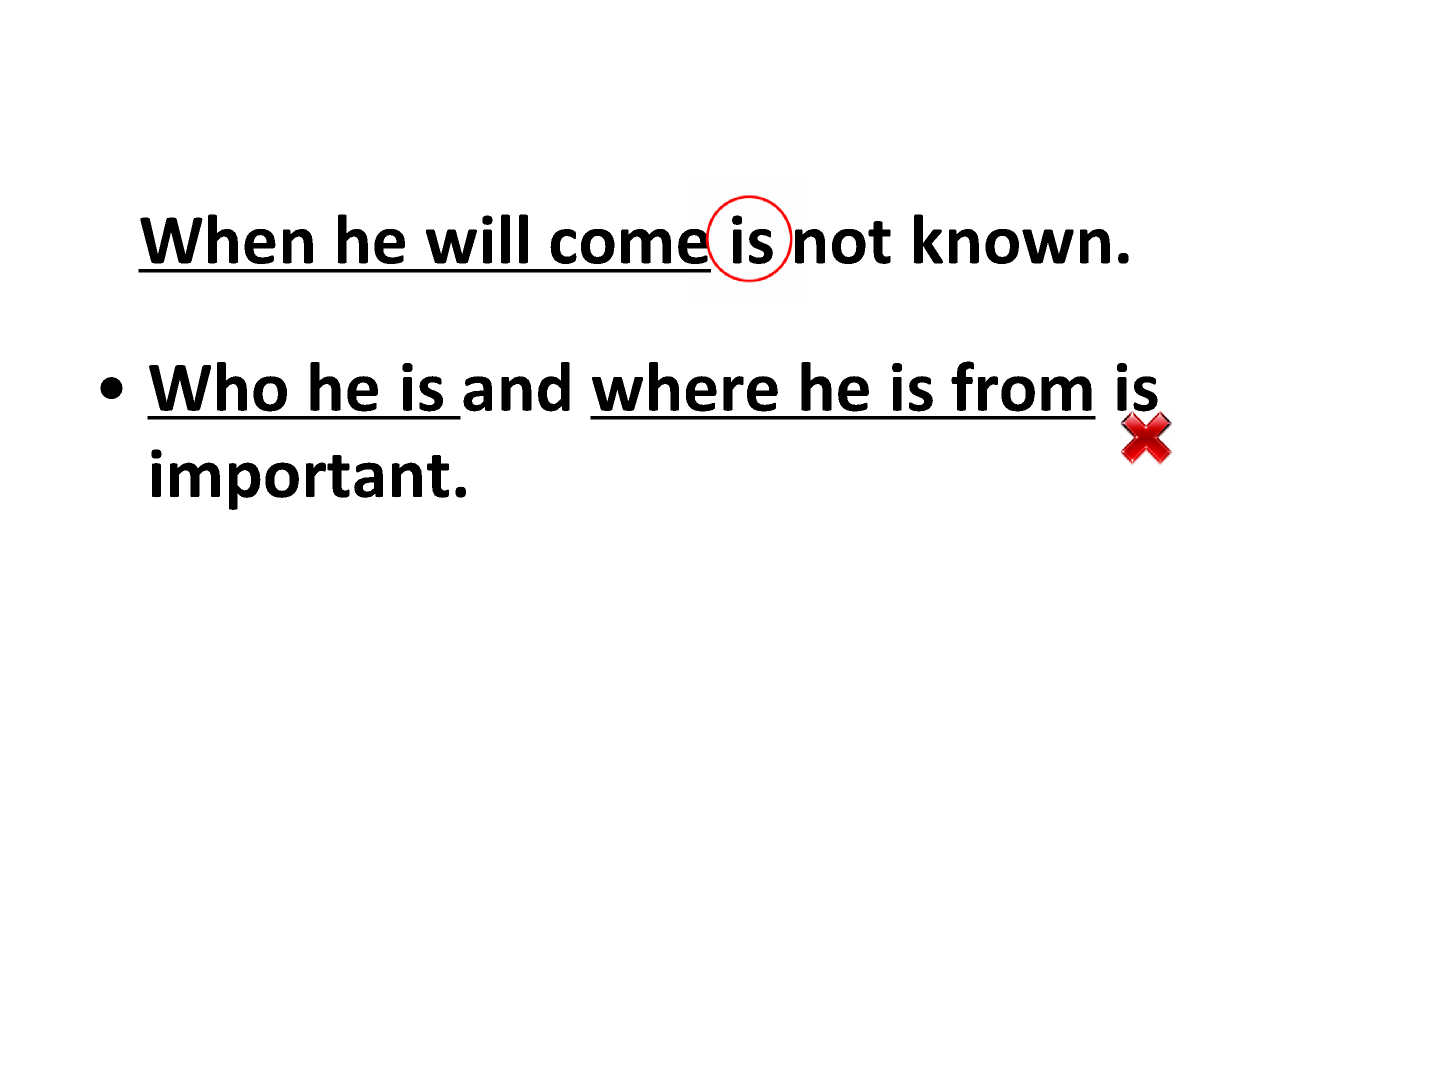 When he will come is not known.
• Who he is and where he is from is
important.